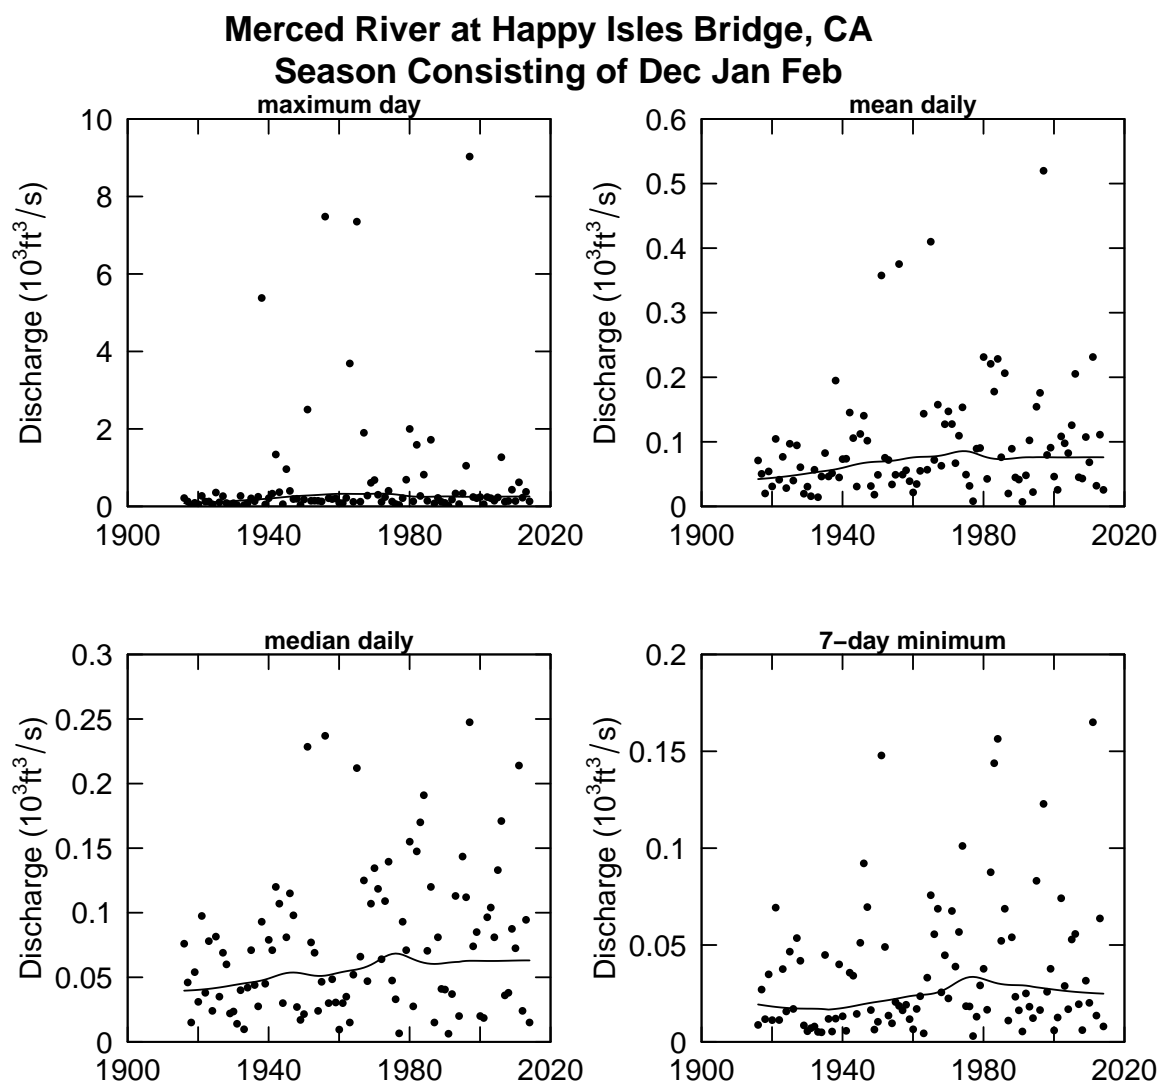 Merced River at Happy Isles Bridge, CA
Season Consisting of Dec Jan Feb
maximum day
Discharge (10³ft³/s)
10
8
6
4
2
0
1900 1940 1980 2020
mean daily
Discharge (10³ft³/s)
0.6
0.5
0.4
0.3
0.2
0.1
0
1900 1940 1980 2020
median daily
Discharge (10³ft³/s)
0.3
0.25
0.2
0.15
0.1
0.05
0
1900 1940 1980 2020
7−day minimum
Discharge (10³ft³/s)
0.2
0.15
0.1
0.05
0
1900 1940 1980 2020